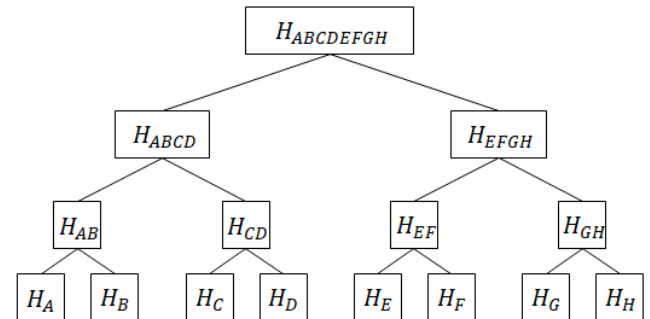 H_ABCDEFGH
H_ABCD H_EFGH
H_AB H_CD H_EF H_GH
H_A H_B H_C H_D H_E H_F H_G H_H